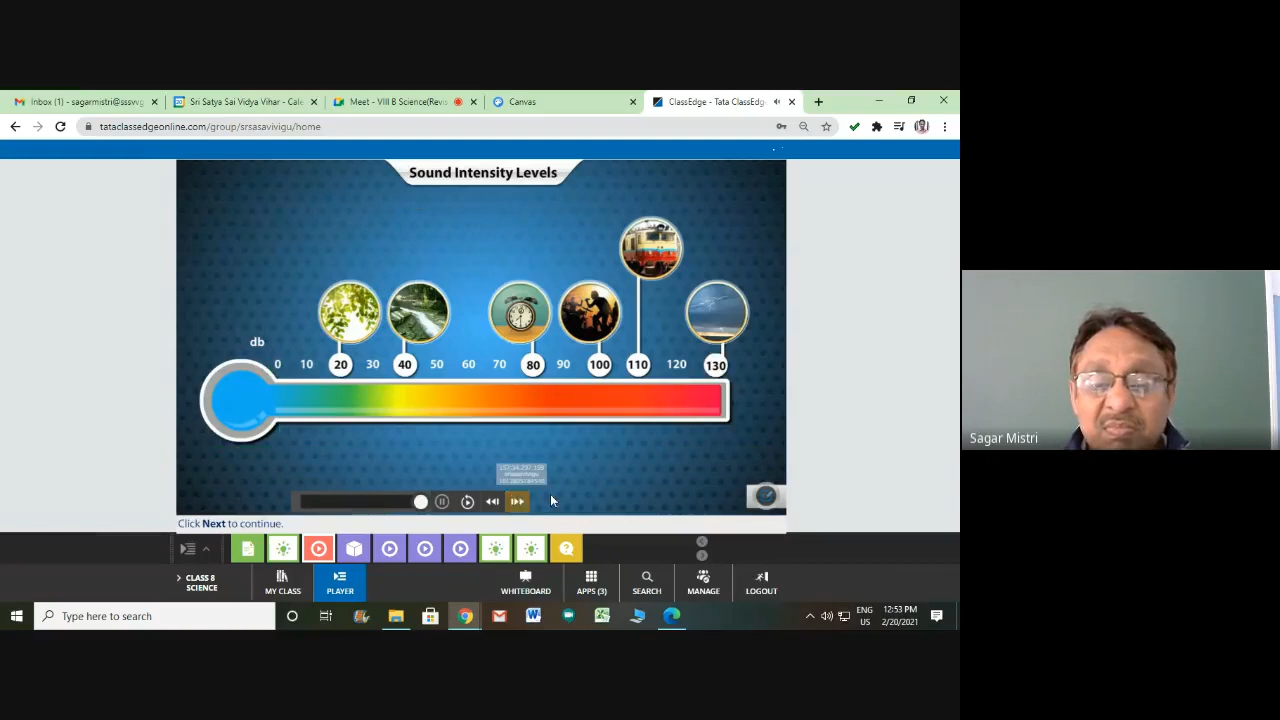 Inbox (1) - sagarmistri@sssvvg
Sri Satya Sai Vidya Vihar - Cale
Meet - VIII B Science(Revis
Canvas
ClassEdge - Tata ClassEdg
tataclassedgeonline.com/group/srsasavivigu/home
Sound Intensity Levels
db
0 10 20 30 40 50 60 70 80 90 100 110 120 130
Sagar Mistri
Click Next to continue.
CLASS 8
SCIENCE
MY CLASS
PLAYER
WHITEBOARD
APPS (3)
SEARCH
MANAGE
LOGOUT
Type here to search
ENG
US
12:53 PM
2/20/2021